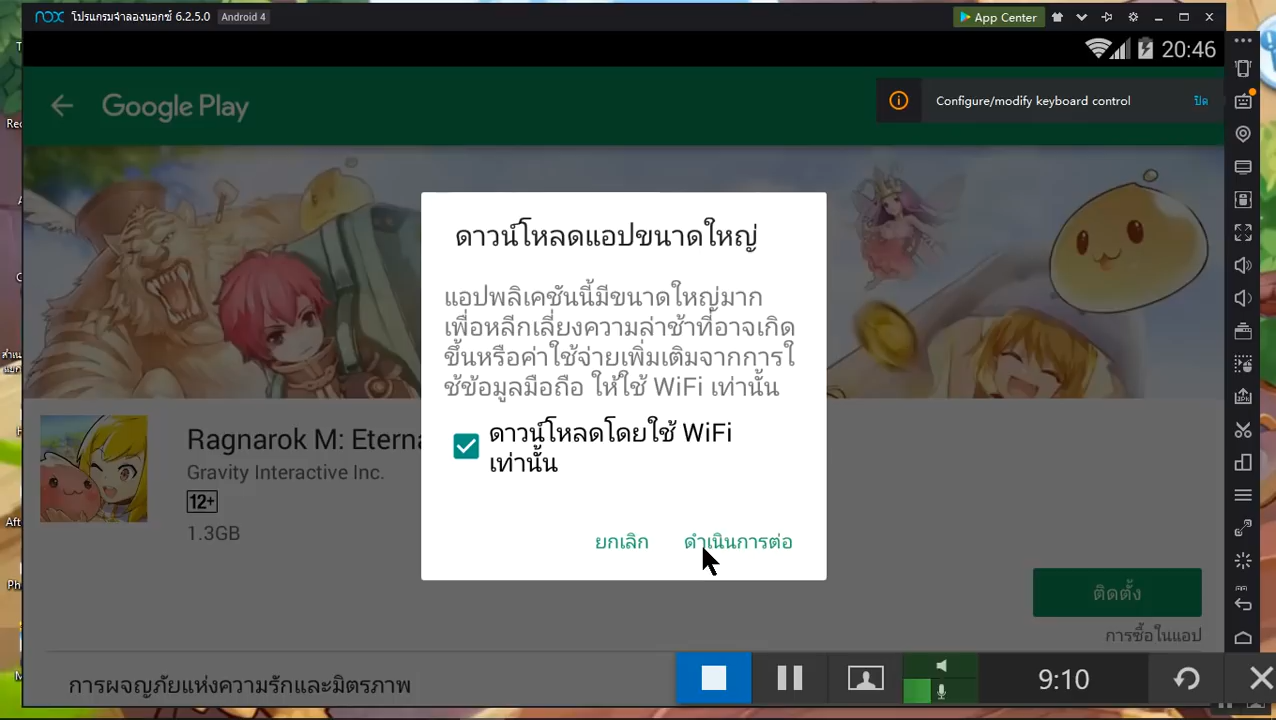 nox โปรแกรมจำลองนอกซ์ 6.2.5.0 Android 4 App Center
20:46
Google Play
Configure/modify keyboard control ปิด
ดาวน์โหลดแอปขนาดใหญ่
แอปพลิเคชันนี้มีขนาดใหญ่มาก
เพื่อหลีกเลี่ยงความล่าช้าที่อาจเกิด
ขึ้นหรือค่าใช้จ่ายเพิ่มเติมจากการใ
ช้ข้อมูลมือถือ ให้ใช้ WiFi เท่านั้น
ดาวน์โหลดโดยใช้ WiFi
เท่านั้น
ยกเลิก ดำเนินการต่อ
Ragnarok M: Eterna
Gravity Interactive Inc.
12+
1.3GB
ติดตั้ง
การซื้อในแอป
การผจญภัยแห่งความรักและมิตรภาพ
9:10